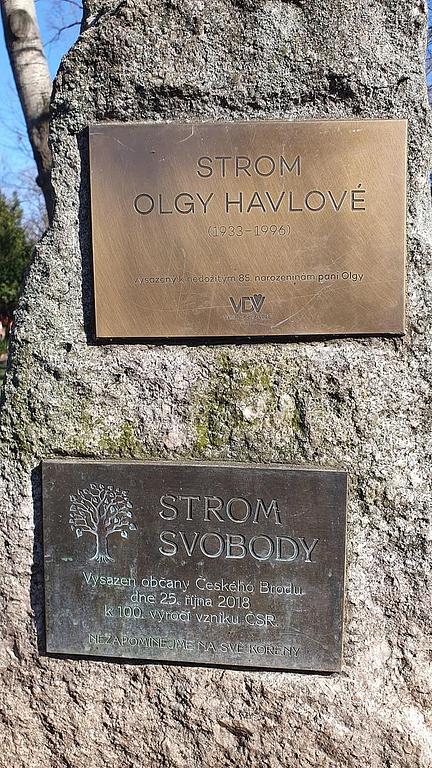 STROM
OLGY HAVLOVÉ
(1933–1996)
vysazený k nedožitým 85. narozeninám paní Olgy
VDV
STROM
SVOBODY
Vysazen občany Českého Brodu
dne 25. října 2018
k 100. výročí vzniku ČSR
NEZAPOMÍNEJME NA SVÉ KOŘENY